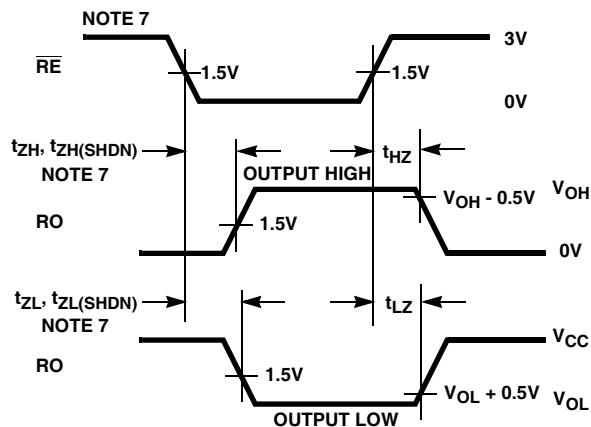 NOTE 7
3V
RE
1.5V
1.5V
0V
tZH, tZH(SHDN)
NOTE 7
tHZ
OUTPUT HIGH
VOH - 0.5V
VOH
RO
1.5V
0V
tZL, tZL(SHDN)
NOTE 7
tLZ
VCC
RO
1.5V
VOL + 0.5V
VOL
OUTPUT LOW